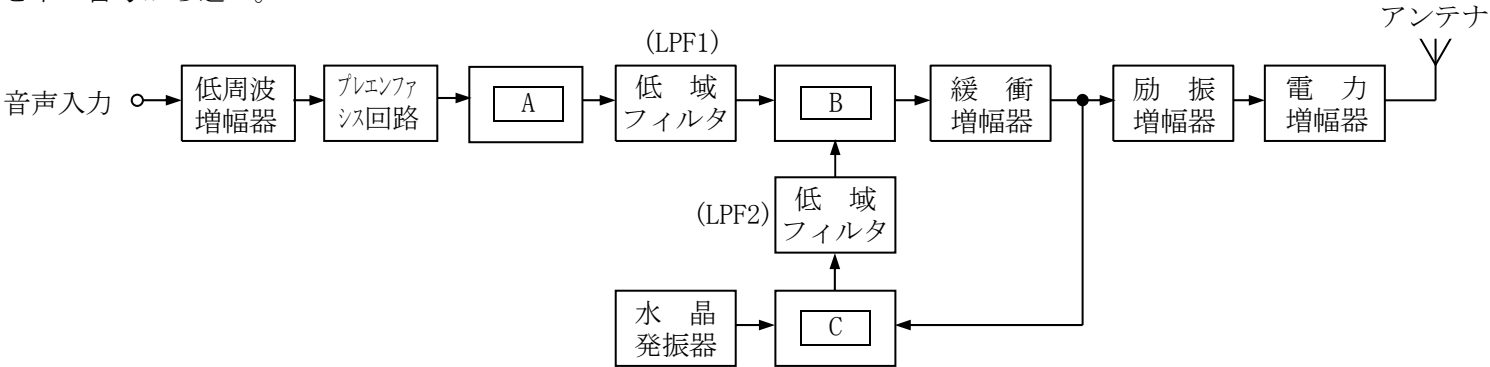 アンテナ
(LPF1)
音声入力
低周波
増幅器
プレエンファ
シス回路
A
低 域
フィルタ
B
緩 衝
増幅器
励 振
増幅器
電 力
増幅器
(LPF2)
低 域
フィルタ
水 晶
発振器
C